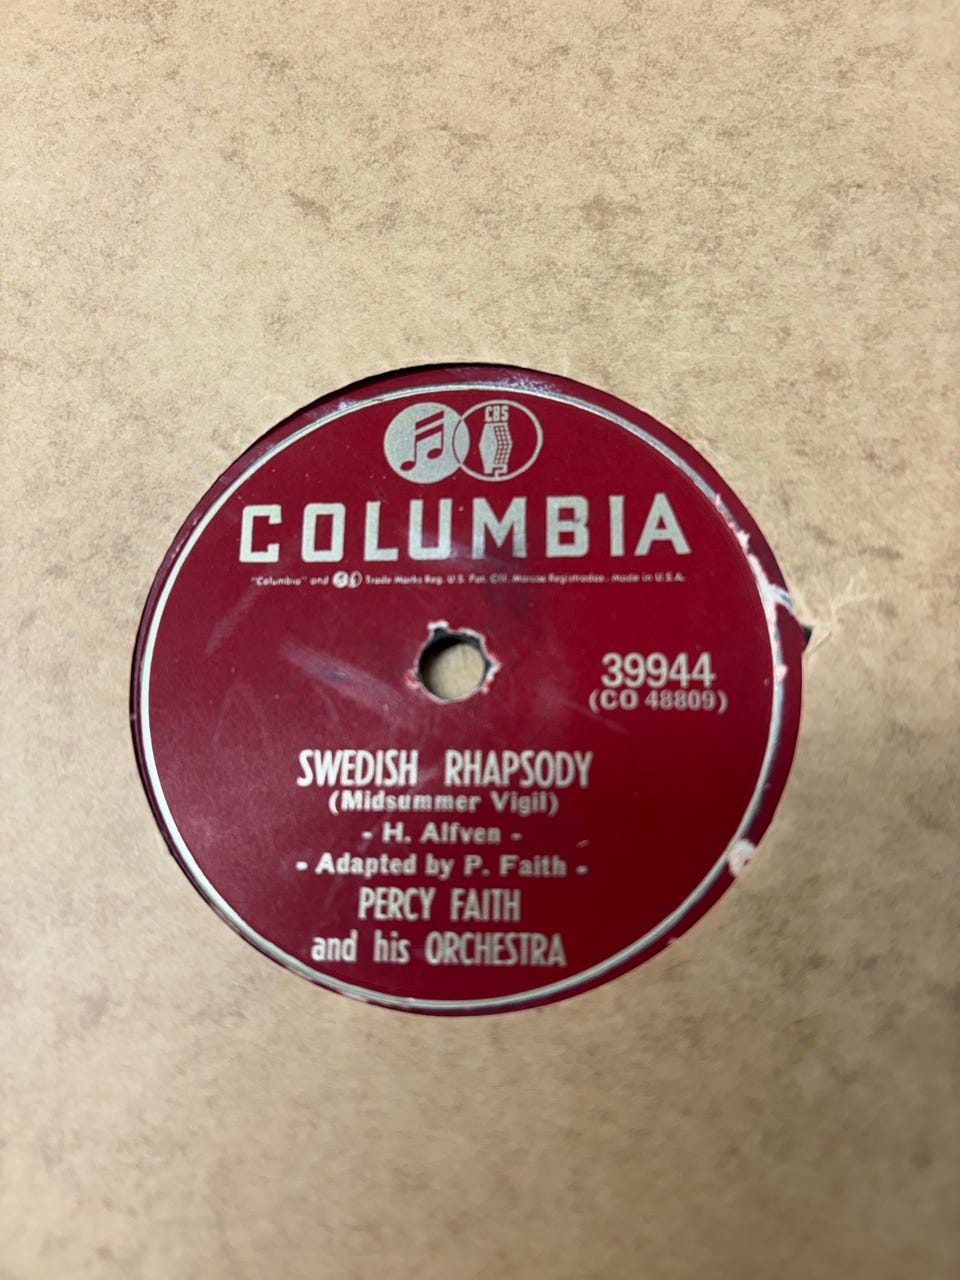 CBS
COLUMBIA
"Columbia" and Trade Marks Reg. U.S. Pat. Off. Marcas Registradas. Made in U.S.A.
39944
(CO 48809)
SWEDISH RHAPSODY
(Midsummer Vigil)
- H. Alfven -
- Adapted by P. Faith -
PERCY FAITH
and his ORCHESTRA